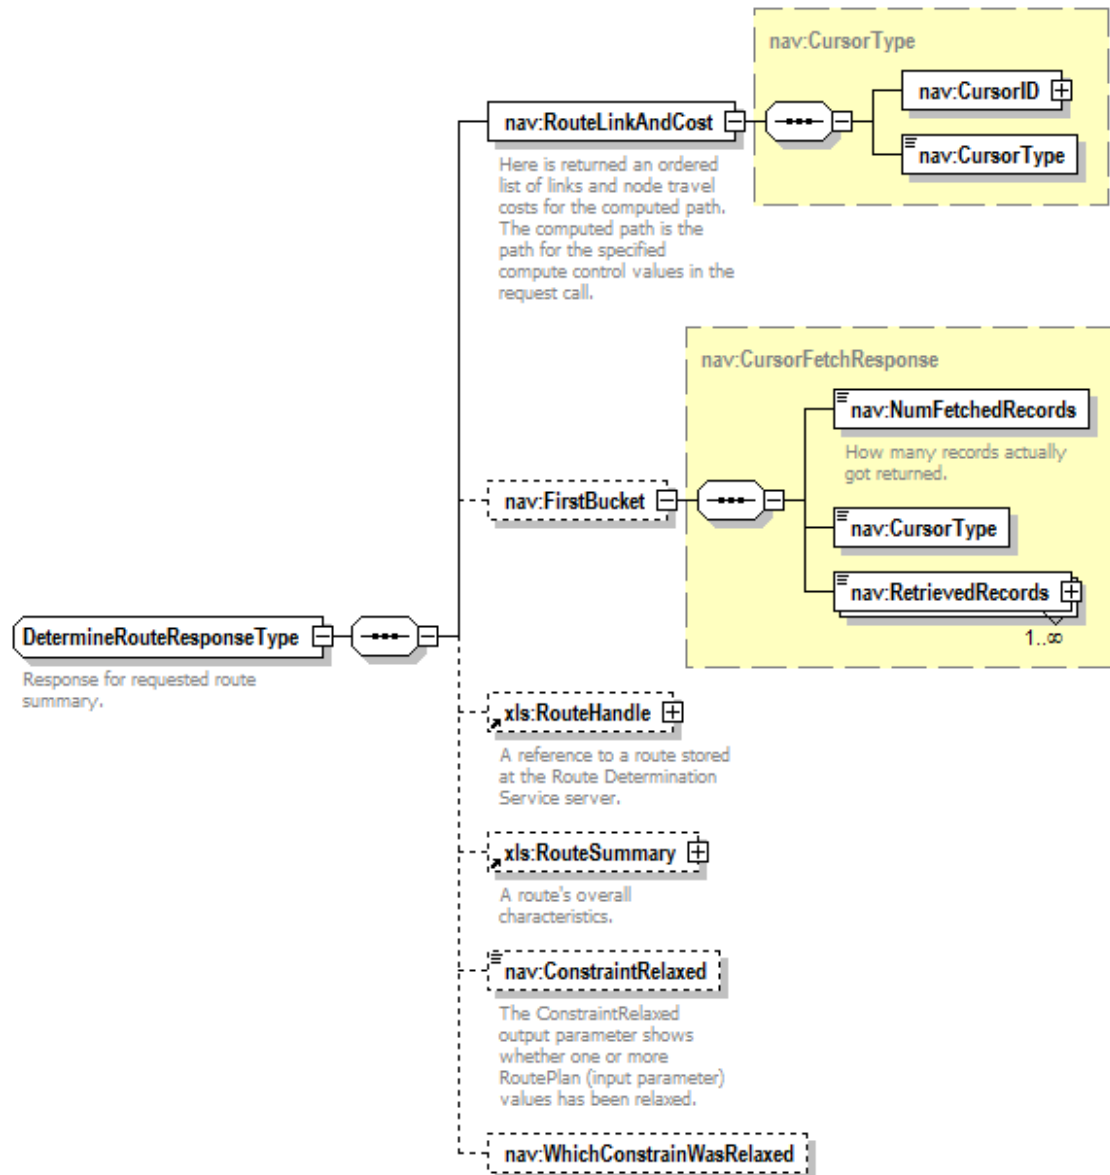 nav:CursorType
nav:CursorID
nav:RouteLinkAndCost
nav:CursorType
Here is returned an ordered
list of links and node travel
costs for the computed path.
The computed path is the
path for the specified
compute control values in the
request call.
nav:CursorFetchResponse
nav:NumFetchedRecords
How many records actually
got returned.
nav:FirstBucket
nav:CursorType
nav:RetrievedRecords
1..∞
DetermineRouteResponseType
Response for requested route
summary.
xls:RouteHandle
A reference to a route stored
at the Route Determination
Service server.
xls:RouteSummary
A route's overall
characteristics.
nav:ConstraintRelaxed
The ConstraintRelaxed
output parameter shows
whether one or more
RoutePlan (input parameter)
values has been relaxed.
nav:WhichConstrainWasRelaxed